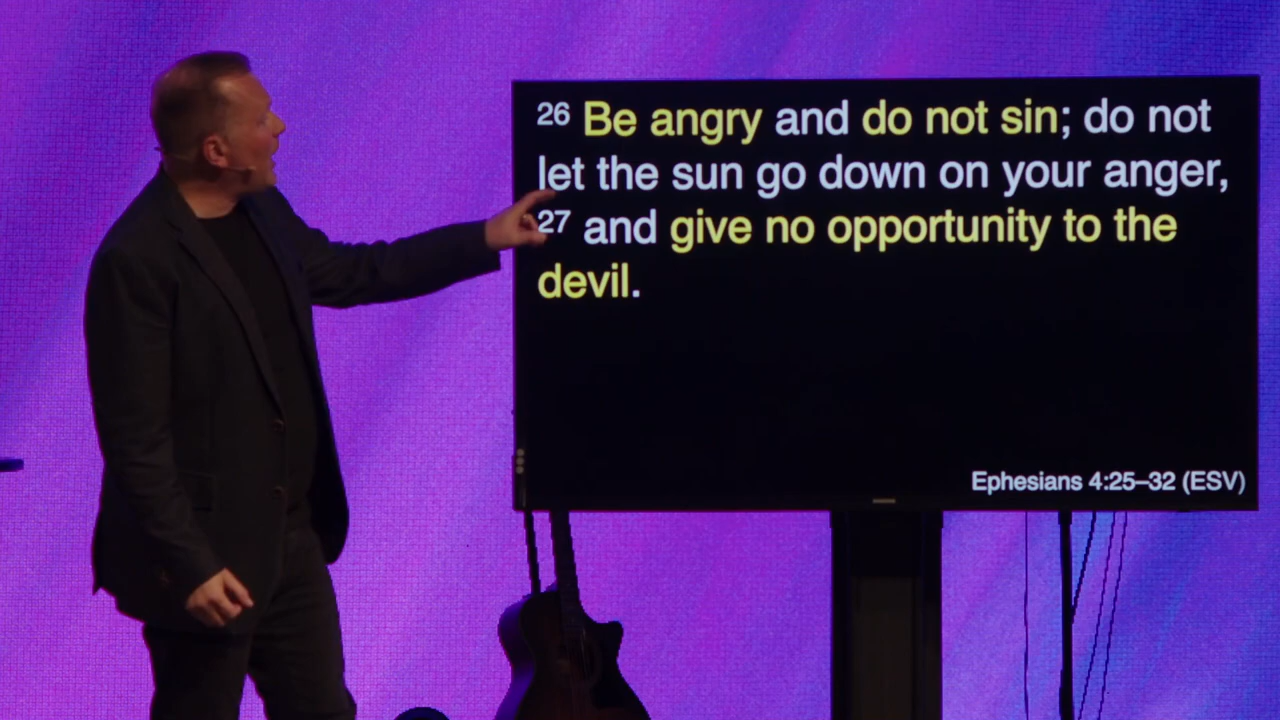 26 Be angry and do not sin; do not
let the sun go down on your anger,
27 and give no opportunity to the
devil.
Ephesians 4:25–32 (ESV)